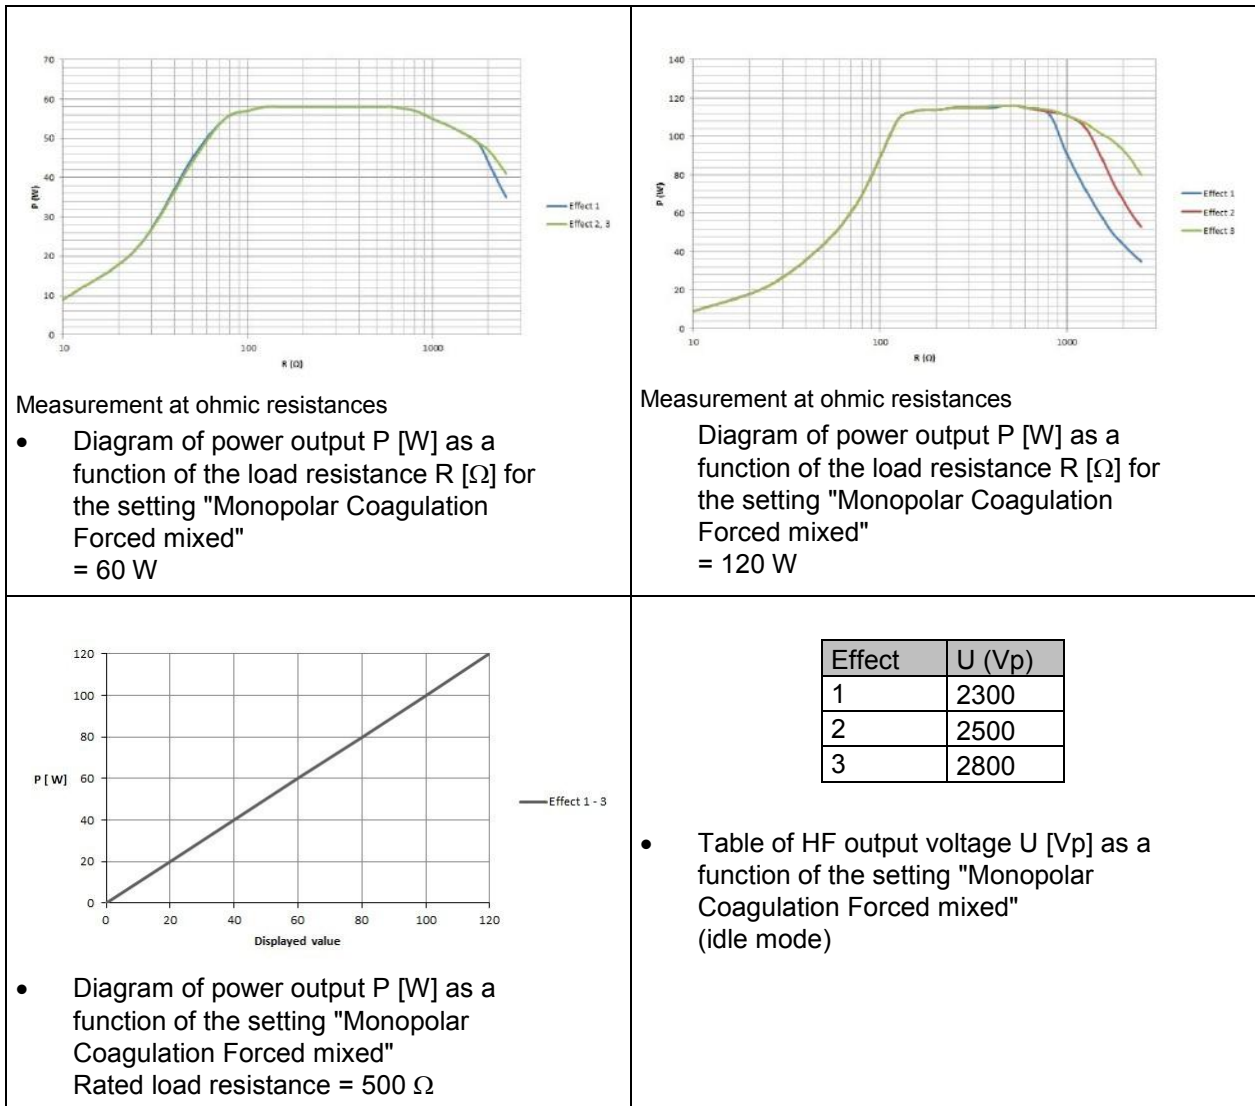 70
60
50
40
30
20
10
0
P (W)
10
100
1000
R (Ω)
Effect 1
Effect 2, 3
Measurement at ohmic resistances
• Diagram of power output P [W] as a
function of the load resistance R [Ω] for
the setting "Monopolar Coagulation
Forced mixed"
= 60 W
140
120
100
80
60
40
20
0
P (W)
10
100
1000
R (Ω)
Effect 1
Effect 2
Effect 3
Measurement at ohmic resistances
Diagram of power output P [W] as a
function of the load resistance R [Ω] for
the setting "Monopolar Coagulation
Forced mixed"
= 120 W
120
100
80
P [ W] 60
40
20
0
0 20 40 60 80 100 120
Displayed value
Effect 1 - 3
• Diagram of power output P [W] as a
function of the setting "Monopolar
Coagulation Forced mixed"
Rated load resistance = 500 Ω
Effect U (Vp)
1 2300
2 2500
3 2800
• Table of HF output voltage U [Vp] as a
function of the setting "Monopolar
Coagulation Forced mixed"
(idle mode)